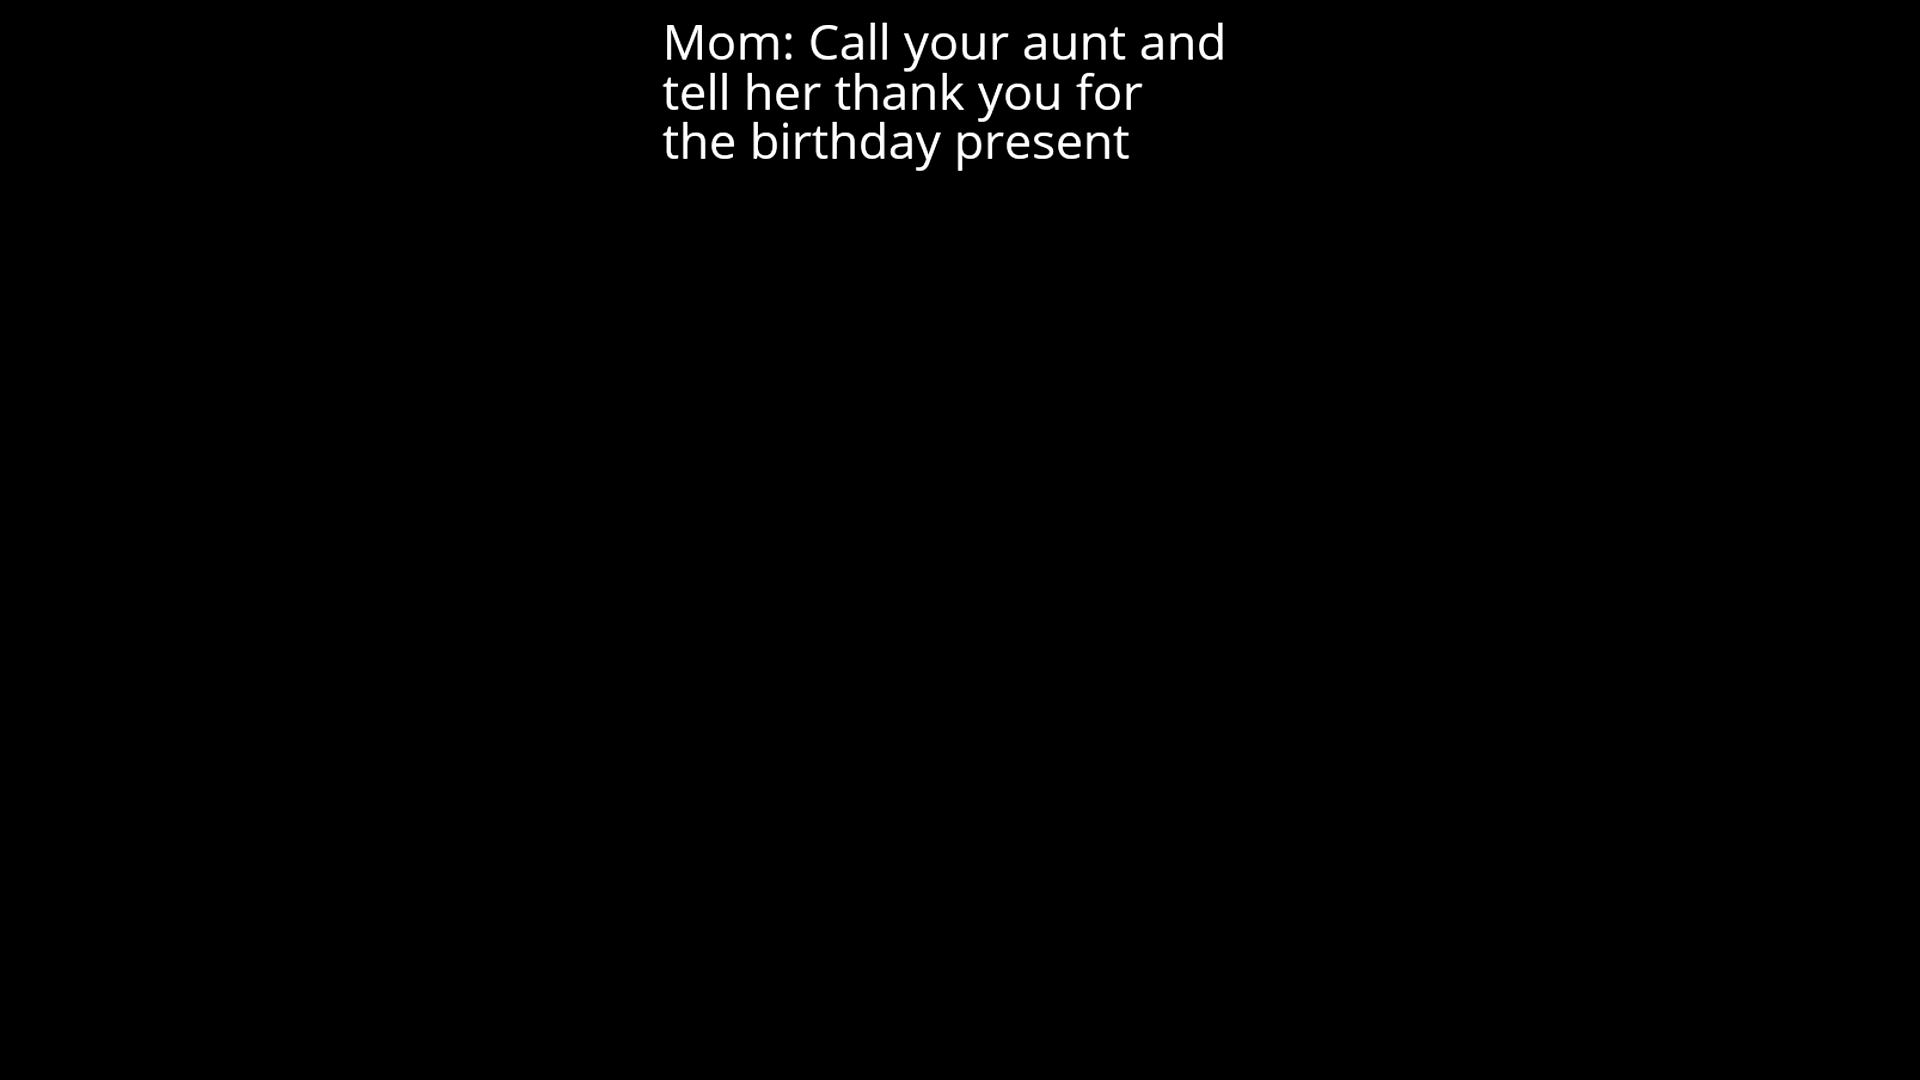 Mom: Call your aunt and
tell her thank you for
the birthday present